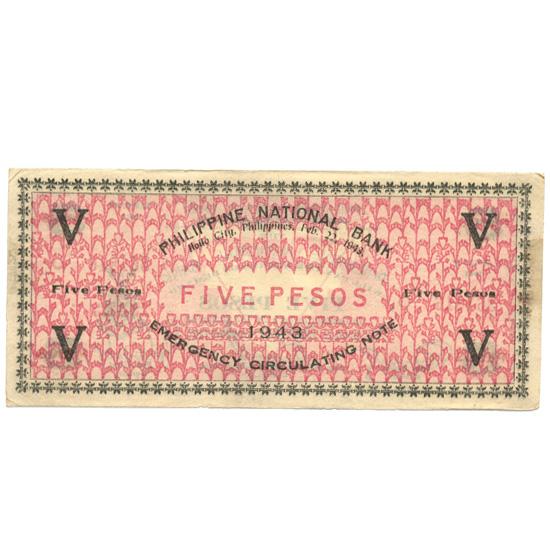 V V
PHILIPPINE NATIONAL BANK
Iloilo City, Philippines, Feb. 22, 1943
Five Pesos FIVE PESOS Five Pesos
1943
V V
EMERGENCY CIRCULATING NOTE